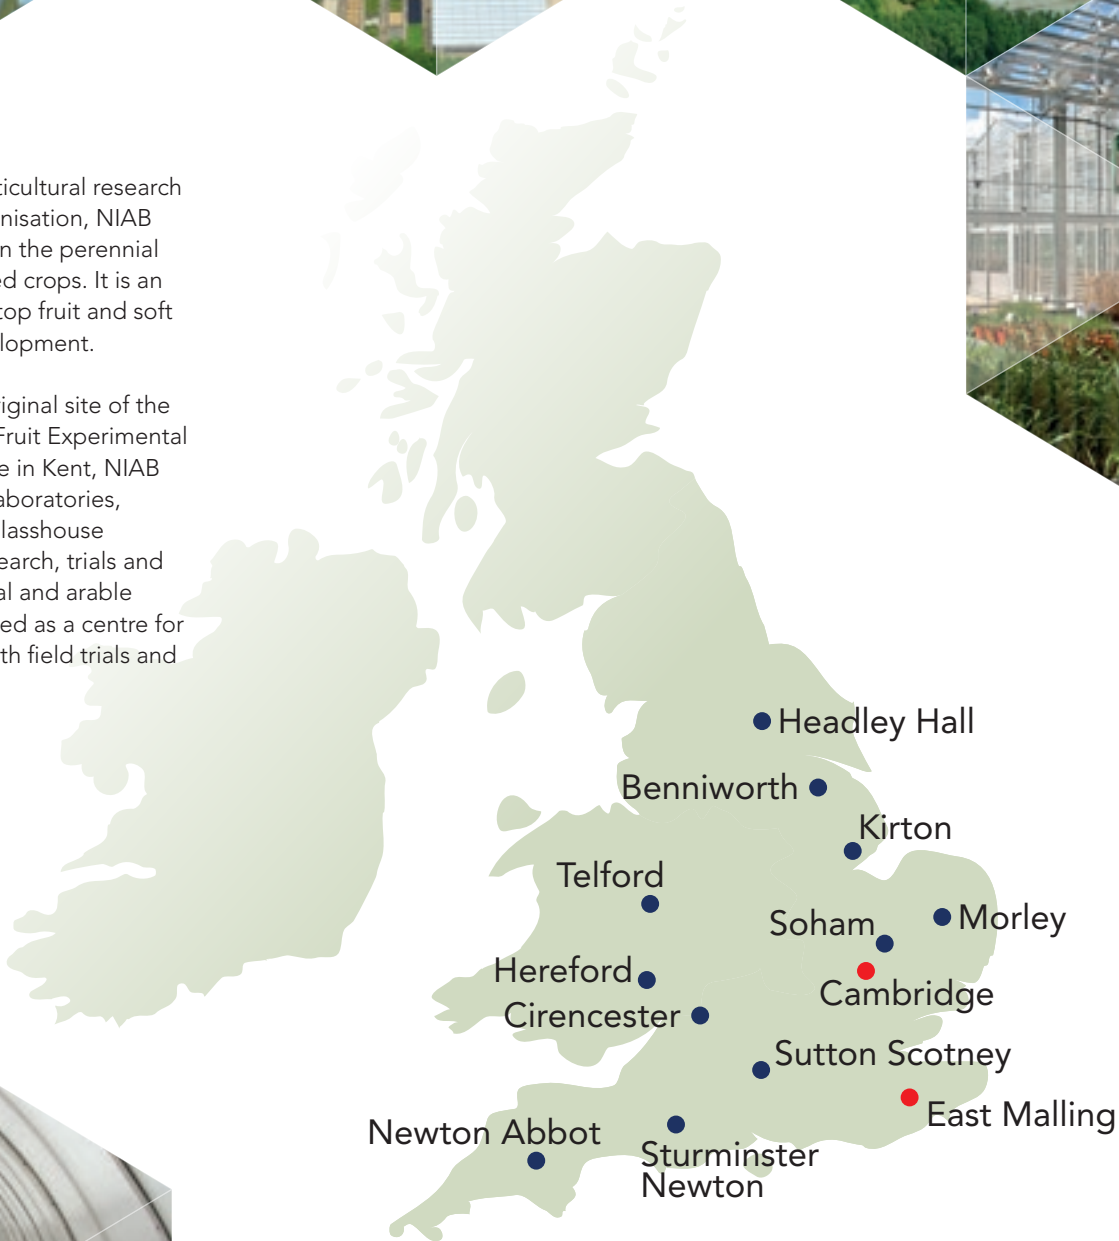 ticultural research
nisation, NIAB
n the perennial
ed crops. It is an
top fruit and soft
lopment.
riginal site of the
Fruit Experimental
e in Kent, NIAB
aboratories,
lasshouse
earch, trials and
al and arable
ed as a centre for
th field trials and
Headley Hall
Benniworth
Kirton
Telford
Morley
Soham
Hereford
Cambridge
Cirencester
Sutton Scotney
East Malling
Newton Abbot
Sturminster
Newton